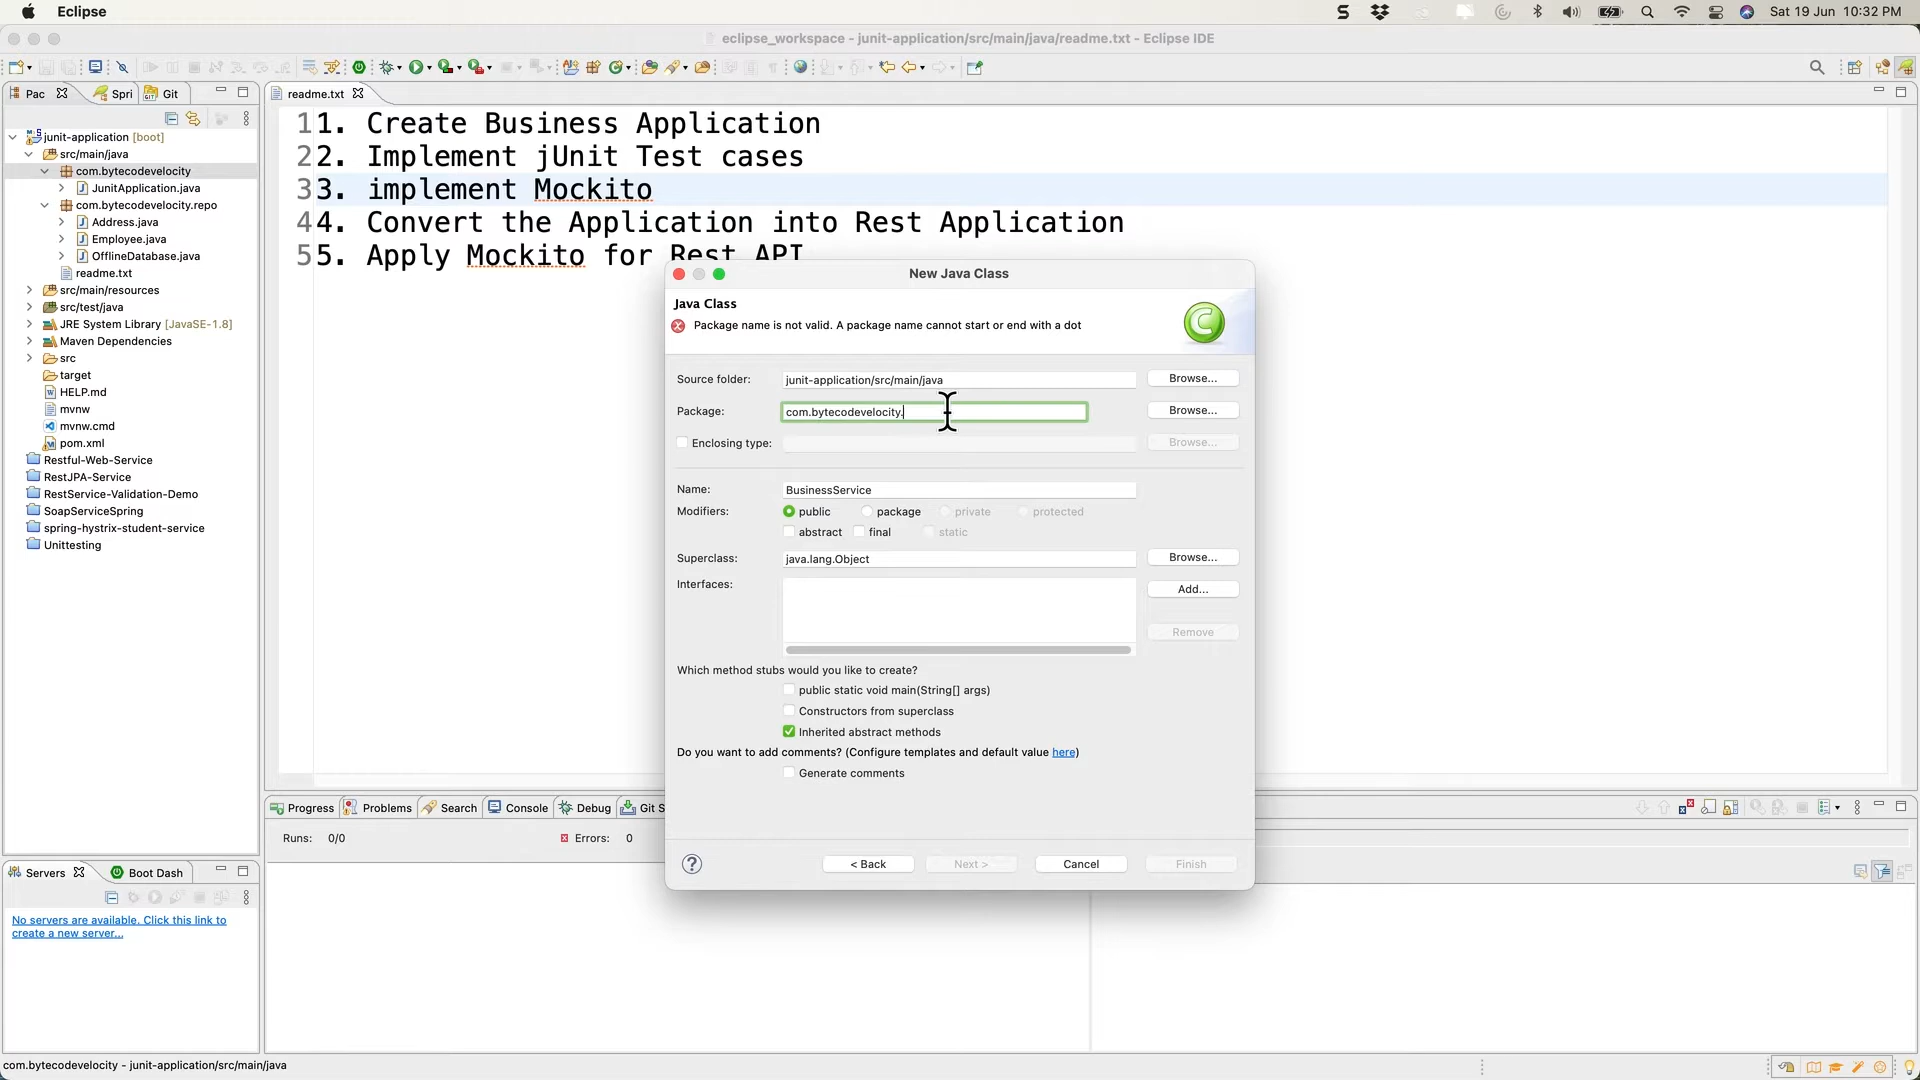 Eclipse
Sat 19 Jun 10:32 PM
eclipse_workspace - junit-application/src/main/java/readme.txt - Eclipse IDE
Pac
Spri
Git
readme.txt
junit-application [boot]
src/main/java
com.bytecodevelocity
JunitApplication.java
com.bytecodevelocity.repo
Address.java
Employee.java
OfflineDatabase.java
readme.txt
src/main/resources
src/test/java
JRE System Library [JavaSE-1.8]
Maven Dependencies
src
target
HELP.md
mvnw
mvnw.cmd
pom.xml
Restful-Web-Service
RestJPA-Service
RestService-Validation-Demo
SoapServiceSpring
spring-hystrix-student-service
Unittesting
1 1. Create Business Application
2 2. Implement jUnit Test cases
3 3. implement Mockito
4 4. Convert the Application into Rest Application
5 5. Apply Mockito for Rest API
New Java Class
Java Class
Package name is not valid. A package name cannot start or end with a dot
Source folder: junit-application/src/main/java Browse...
Package: com.bytecodevelocity. Browse...
Enclosing type: Browse...
Name: BusinessService
Modifiers: public package private protected
abstract final static
Superclass: java.lang.Object Browse...
Interfaces: Add...
Remove
Which method stubs would you like to create?
public static void main(String[] args)
Constructors from superclass
Inherited abstract methods
Do you want to add comments? (Configure templates and default value here)
Generate comments
? < Back Next > Cancel Finish
Progress Problems Search Console Debug Git S
Runs: 0/0 Errors: 0
Servers Boot Dash
No servers are available. Click this link to
create a new server...
com.bytecodevelocity - junit-application/src/main/java